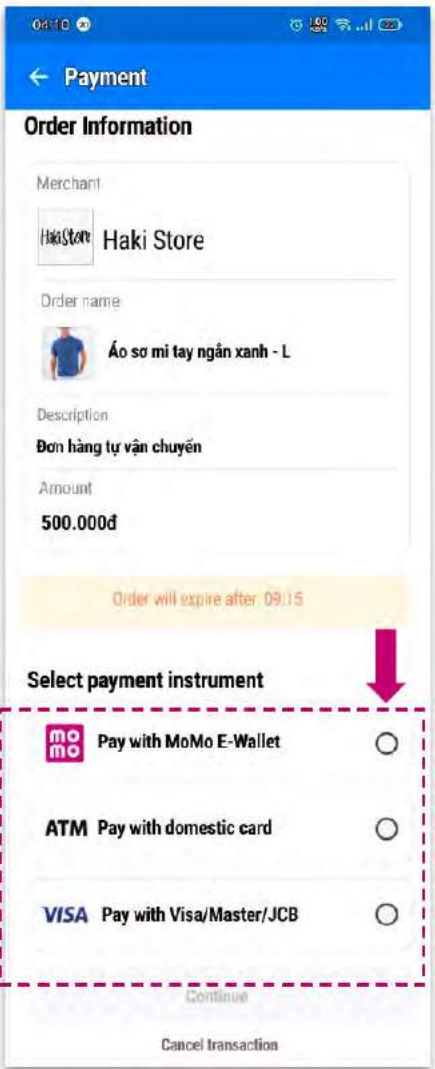 04:10
← Payment
Order Information
Merchant
HakiStore Haki Store
Order name
Áo sơ mi tay ngắn xanh - L
Description
Đơn hàng tự vận chuyển
Amount
500.000đ
Order will expire after 09:15
Select payment instrument
momo Pay with MoMo E-Wallet
ATM Pay with domestic card
VISA Pay with Visa/Master/JCB
Continue
Cancel transaction